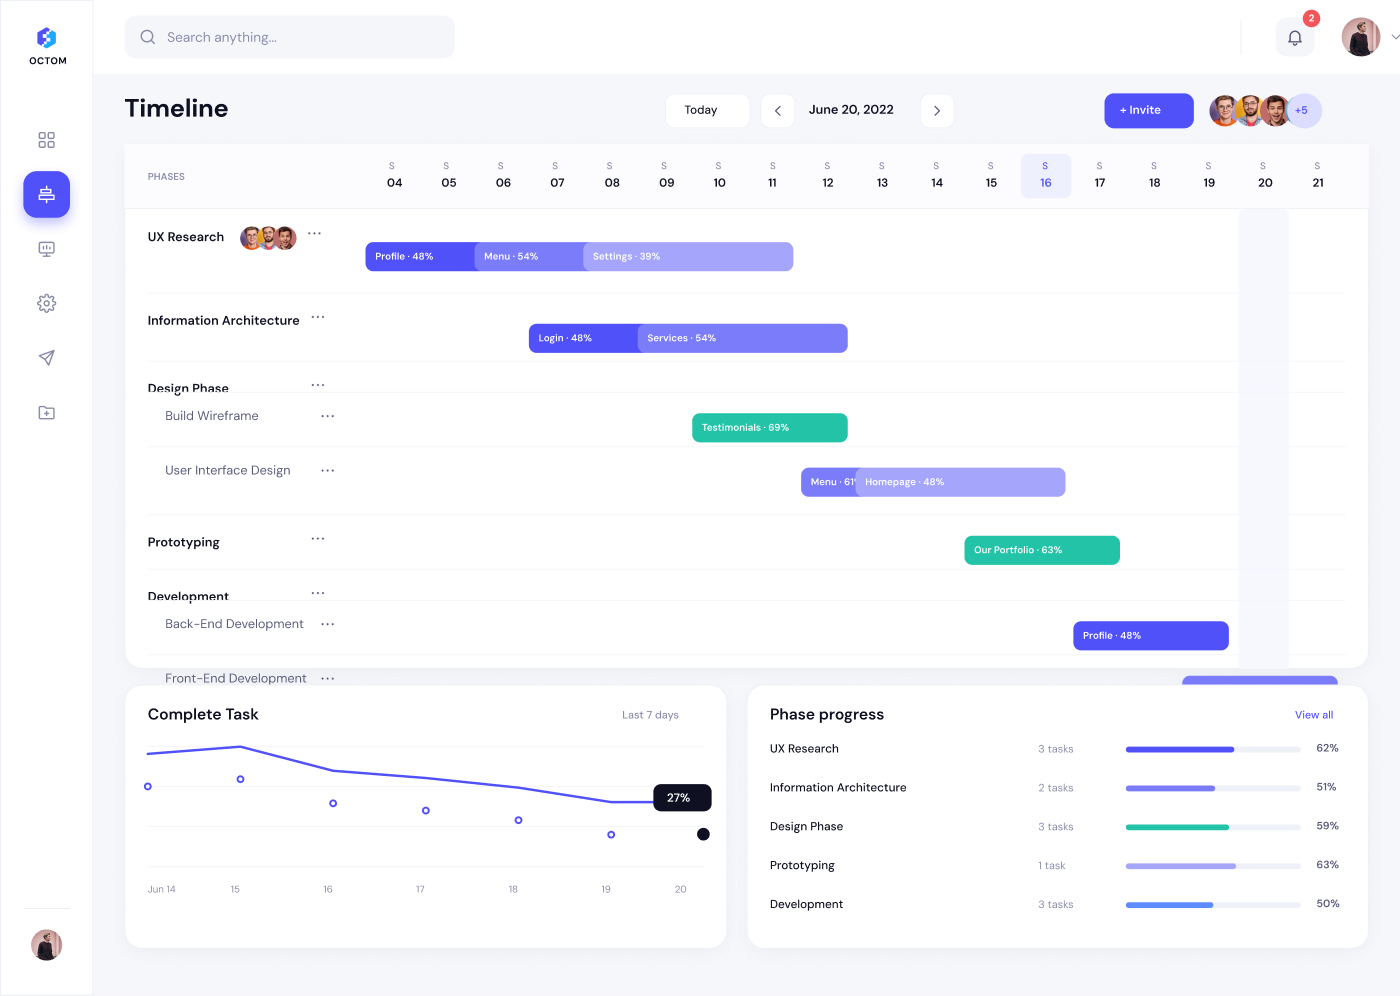 OCTOM
Search anything...
2
Timeline
Today
June 20, 2022
+ Invite
+5
PHASES
S S S S S S S S S S S S S S S S S S
04 05 06 07 08 09 10 11 12 13 14 15 16 17 18 19 20 21
UX Research
Profile · 48%
Menu · 54%
Settings · 39%
Information Architecture
Login · 48%
Services · 54%
Design Phase
Build Wireframe
Testimonials · 69%
User Interface Design
Menu · 61%
Homepage · 48%
Prototyping
Our Portfolio · 63%
Development
Back-End Development
Profile · 48%
Front-End Development
Complete Task
Last 7 days
27%
Jun 14 15 16 17 18 19 20
Phase progress
View all
UX Research 3 tasks 62%
Information Architecture 2 tasks 51%
Design Phase 3 tasks 59%
Prototyping 1 task 63%
Development 3 tasks 50%